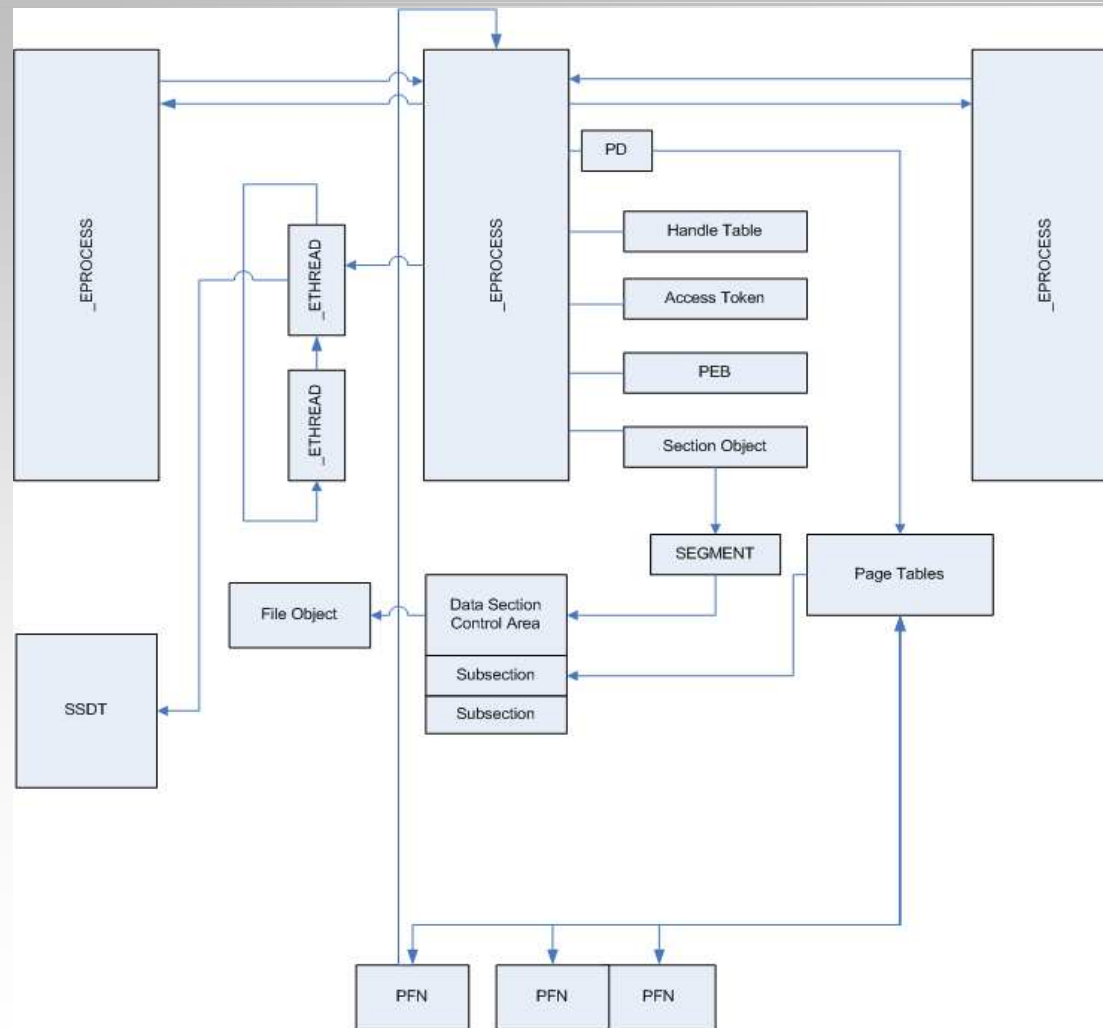 _EPROCESS
_EPROCESS
_EPROCESS
PD
Handle Table
_ETHREAD
Access Token
PEB
_ETHREAD
Section Object
SEGMENT
Page Tables
File Object
Data Section
Control Area
Subsection
SSDT
Subsection
PFN
PFN
PFN